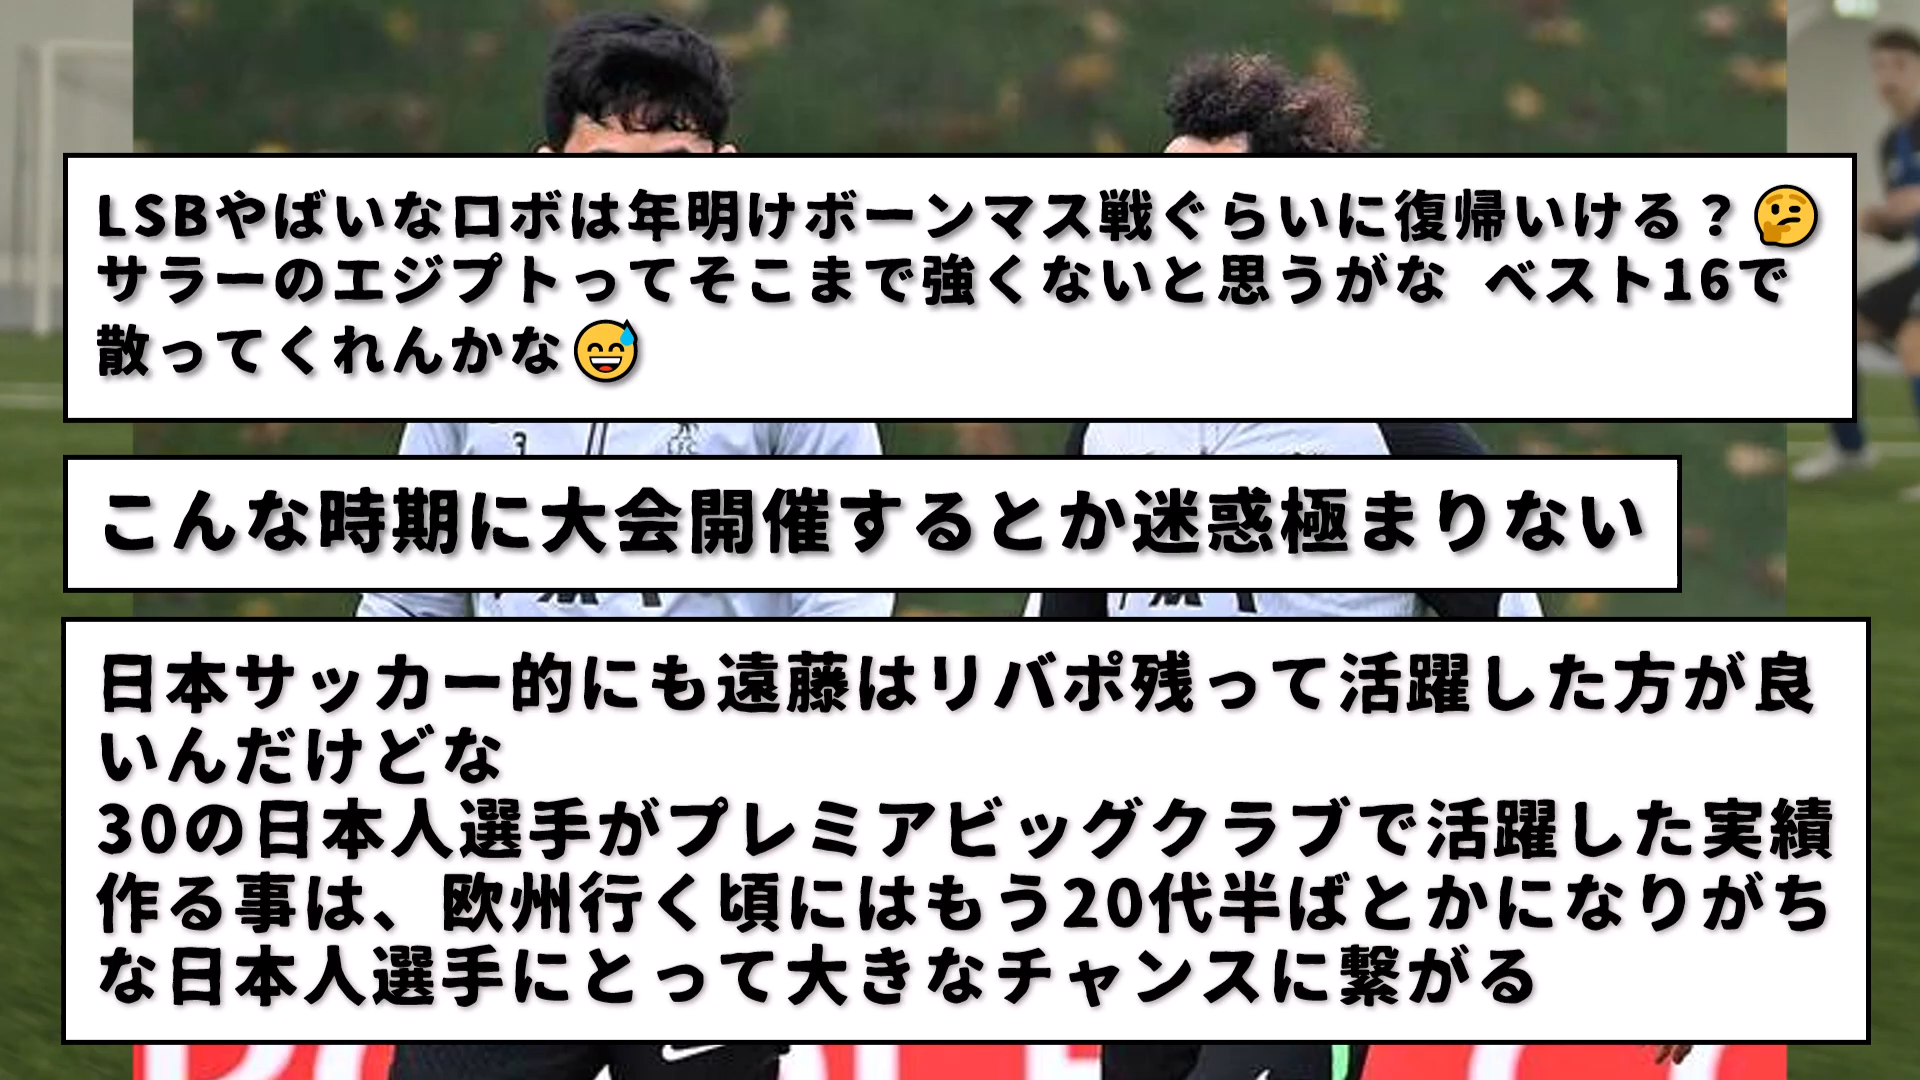 LSBやばいなロボは年明けボーンマス戦ぐらいに復帰いける？🤔
サラーのエジプトってそこまで強くないと思うがな ベスト16で
散ってくれんかな😅
こんな時期に大会開催するとか迷惑極まりない
日本サッカー的にも遠藤はリバポ残って活躍した方が良
いんだけどな
30の日本人選手がプレミアビッグクラブで活躍した実績
作る事は、欧州行く頃にはもう20代半ばとかになりがち
な日本人選手にとって大きなチャンスに繋がる